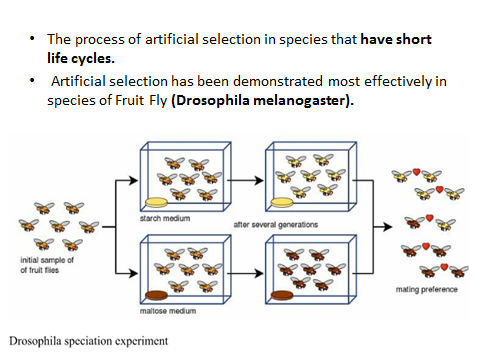 • The process of artificial selection in species that have short
life cycles.
• Artificial selection has been demonstrated most effectively in
species of Fruit Fly (Drosophila melanogaster).
starch medium
after several generations
initial sample of
of fruit flies
maltose medium
mating preference
Drosophila speciation experiment